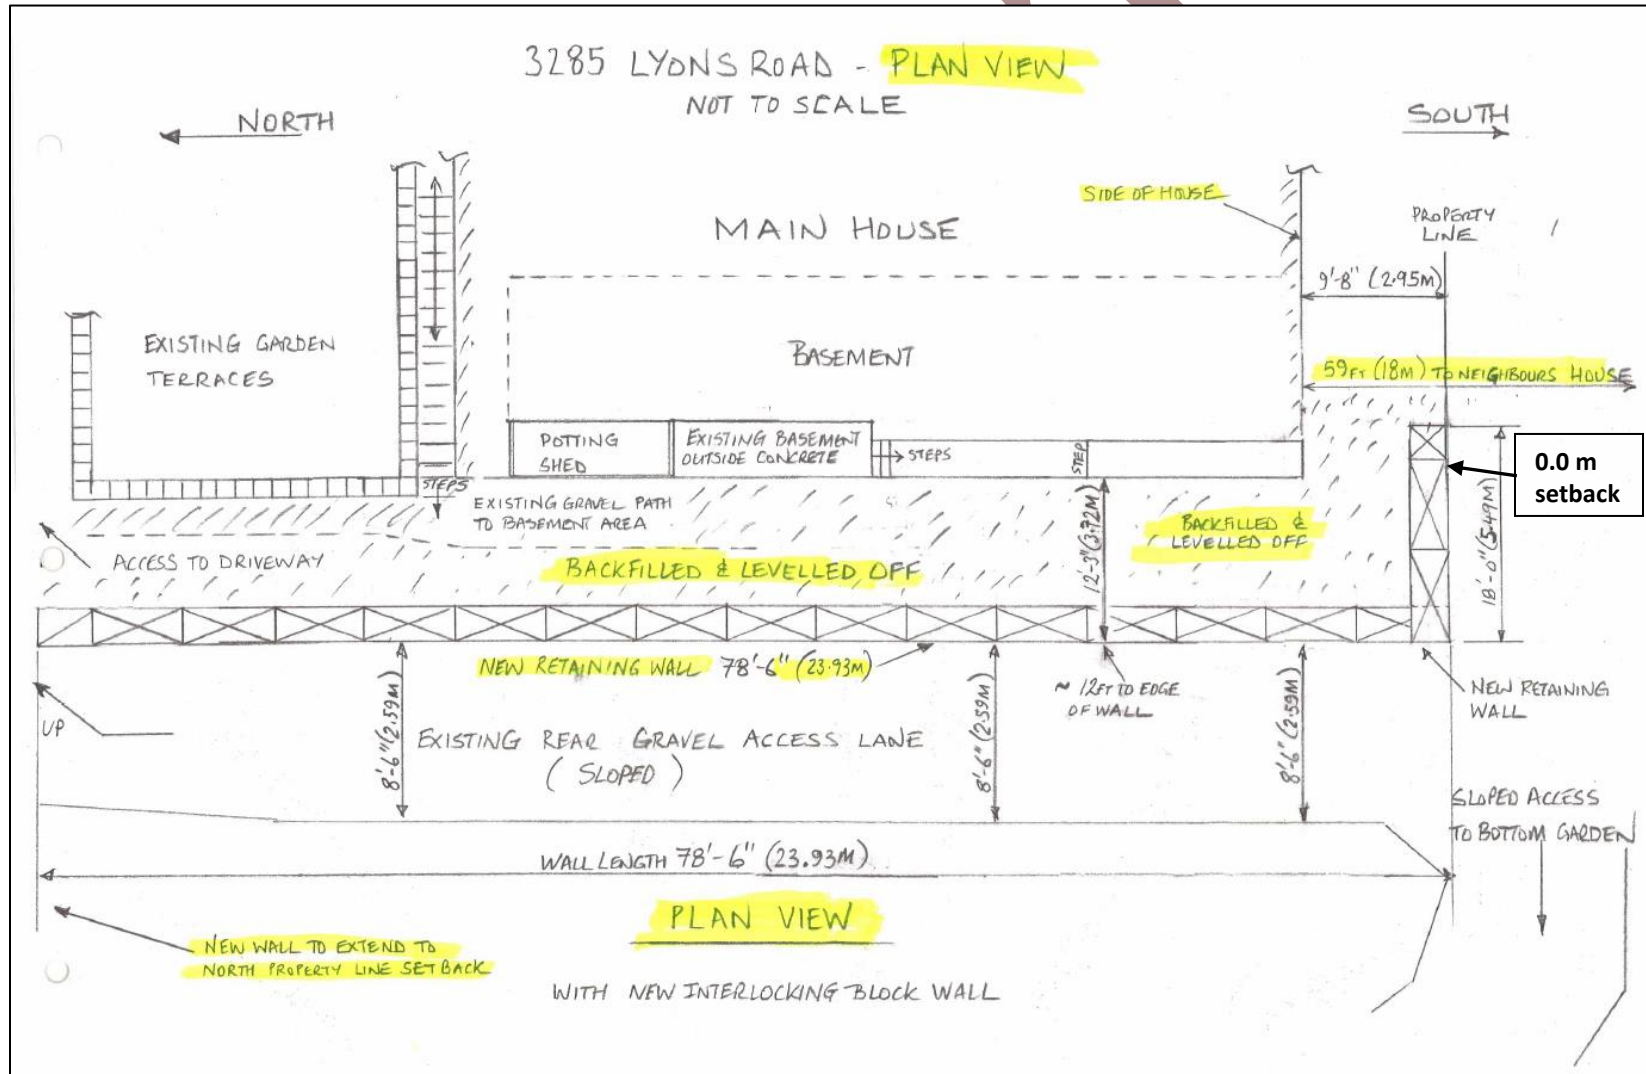 3285 LYONS ROAD - PLAN VIEW
NOT TO SCALE
NORTH
SOUTH
SIDE OF HOUSE
PROPERTY
LINE
MAIN HOUSE
9'-8" (2.95M)
EXISTING GARDEN
TERRACES
BASEMENT
59FT (18M) TO NEIGHBOURS HOUSE
POTTING
SHED
EXISTING BASEMENT
OUTSIDE CONCRETE
STEPS
STEP
0.0 m
setback
STEPS
EXISTING GRAVEL PATH
TO BASEMENT AREA
12'-3" (3.72M)
BACKFILLED &
LEVELLED OFF
18'-0" (5.49M)
ACCESS TO DRIVEWAY
BACKFILLED & LEVELLED OFF
NEW RETAINING WALL 78'-6" (23.93M)
~ 12FT TO EDGE
OF WALL
NEW RETAINING
WALL
UP
8'-6" (2.59M)
EXISTING REAR GRAVEL ACCESS LANE
(SLOPED)
8'-6" (2.59M)
8'-6" (2.59M)
SLOPED ACCESS
TO BOTTOM GARDEN
WALL LENGTH 78'-6" (23.93M)
PLAN VIEW
NEW WALL TO EXTEND TO
NORTH PROPERTY LINE SETBACK
WITH NEW INTERLOCKING BLOCK WALL